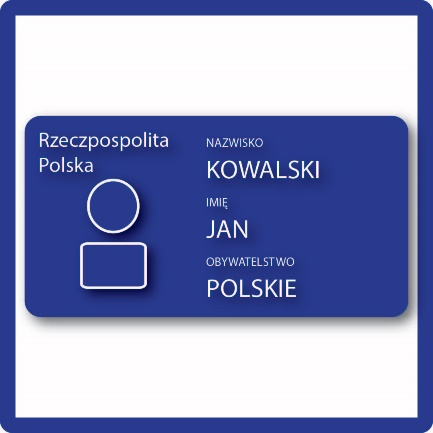 Rzeczpospolita
Polska
NAZWISKO
KOWALSKI
IMIĘ
JAN
OBYWATELSTWO
POLSKIE